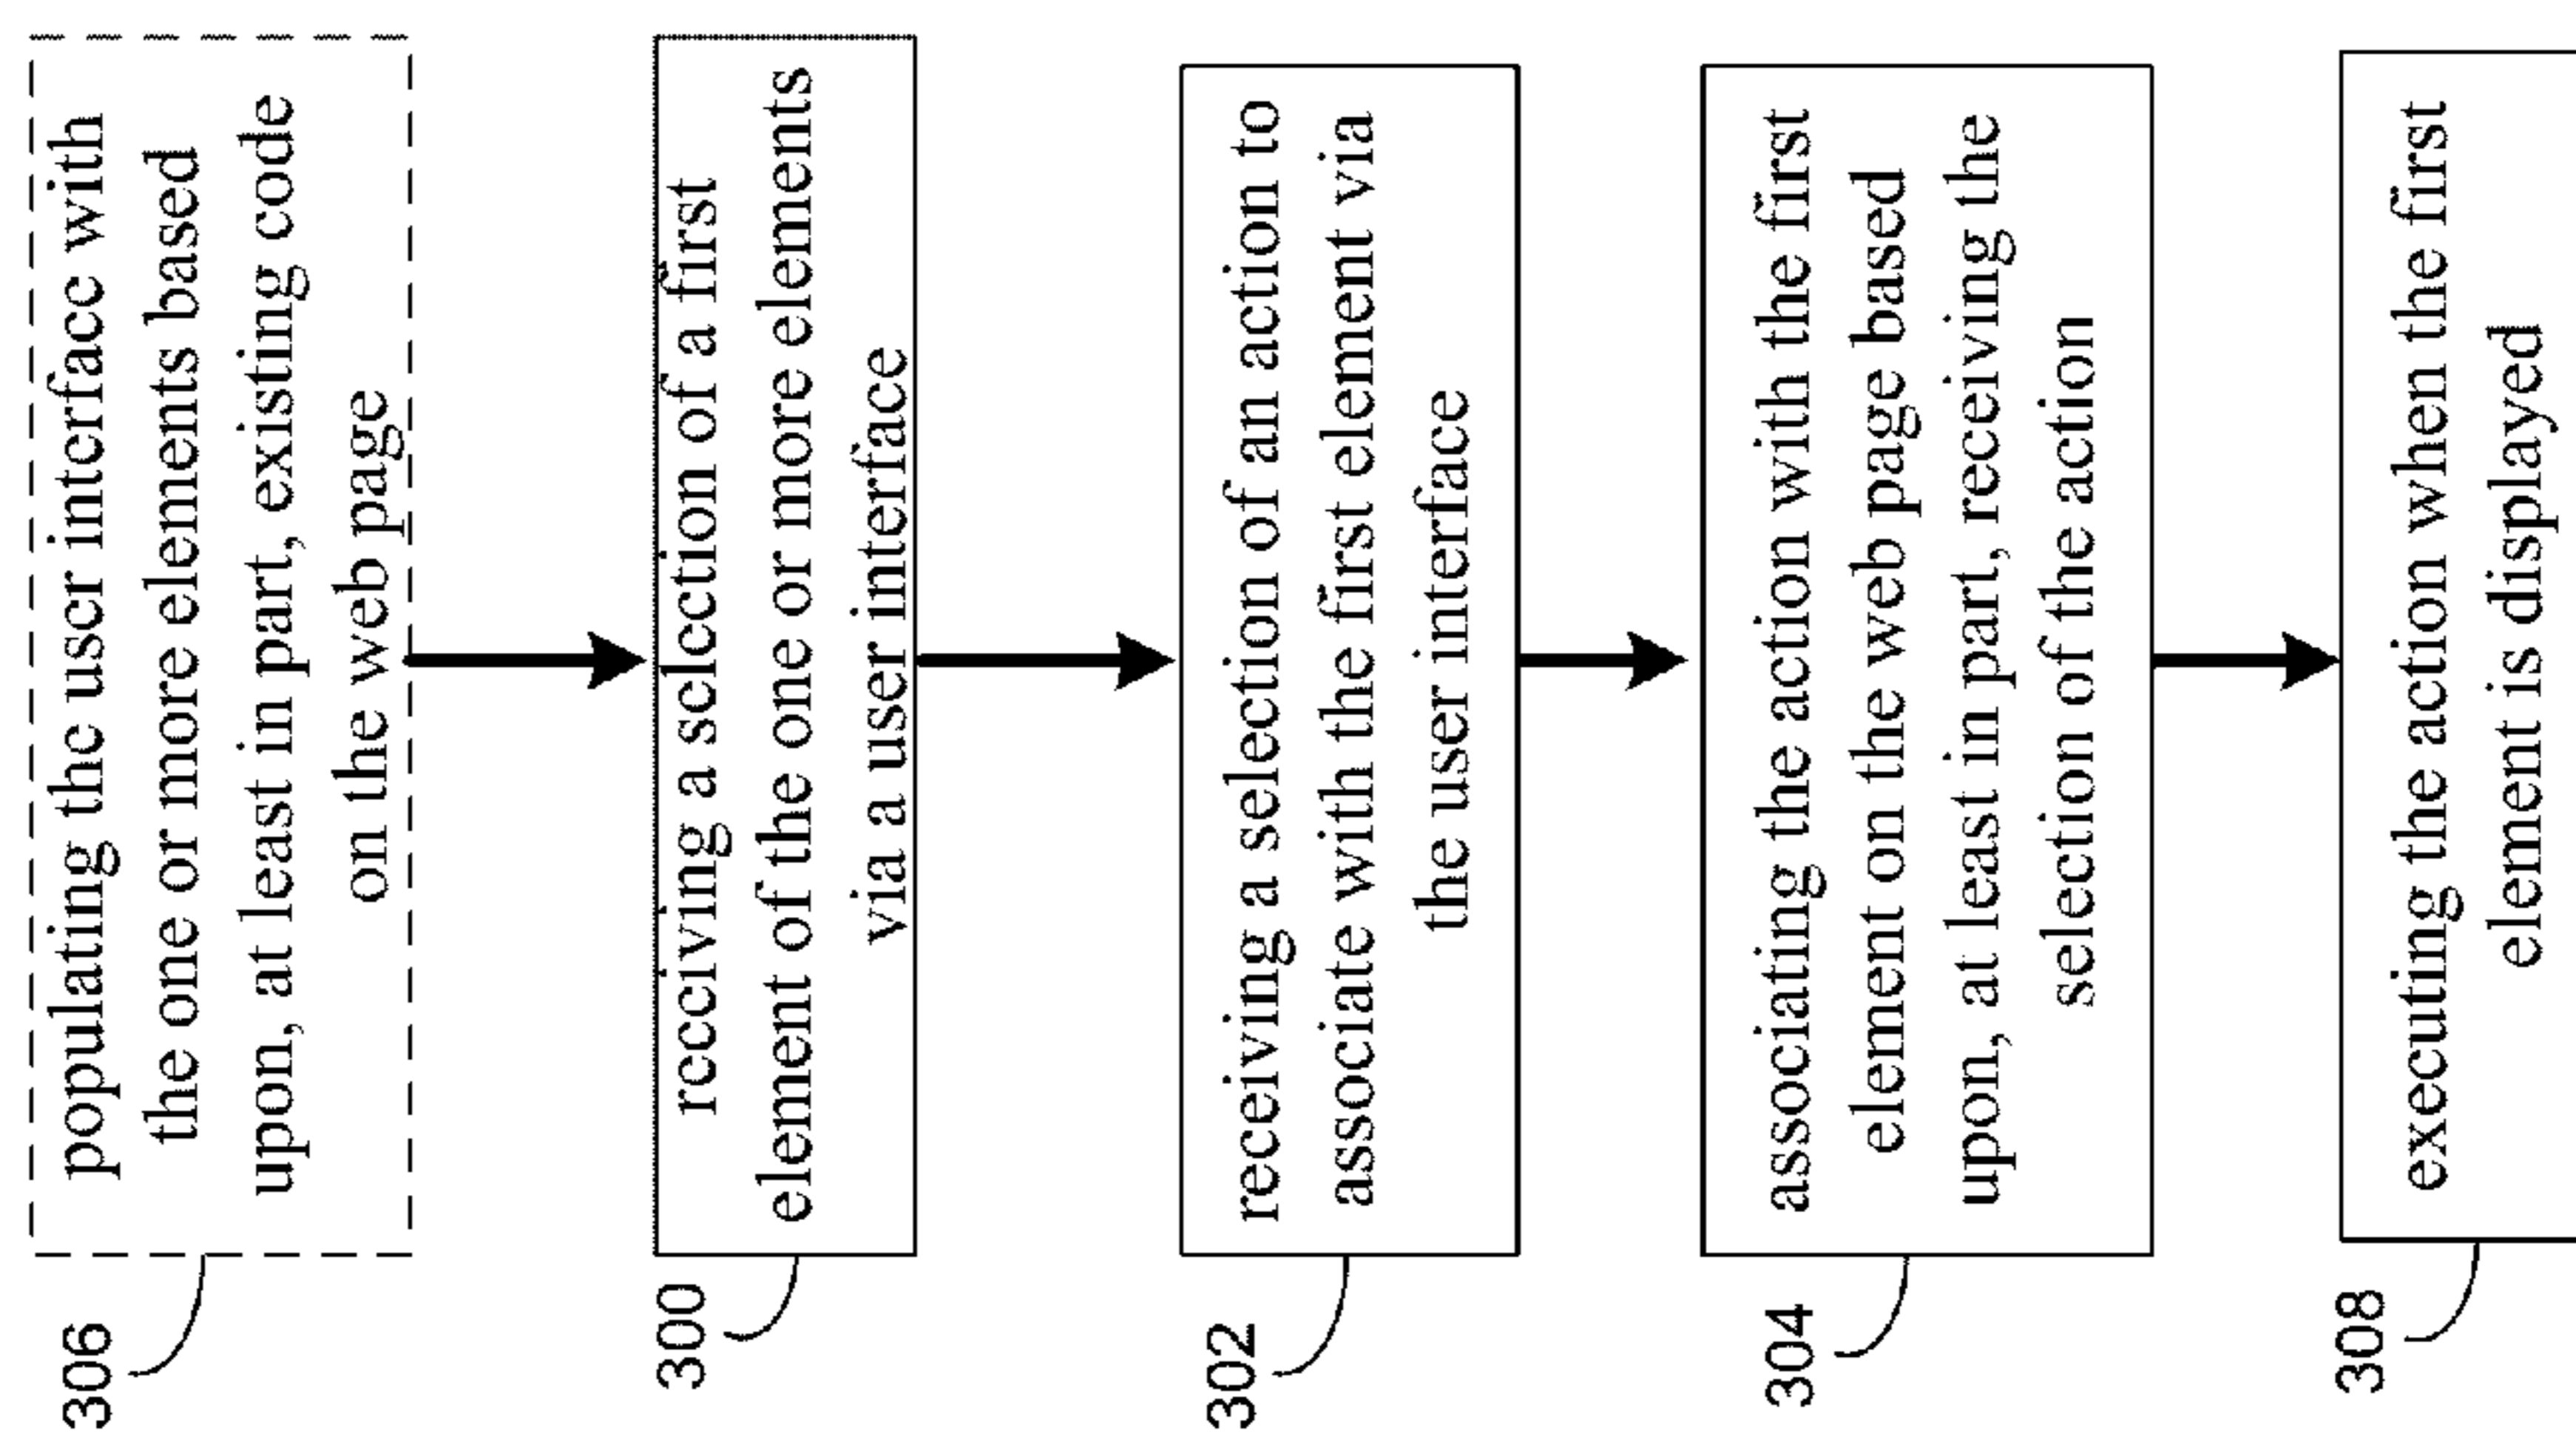 306
populating the user interface with
the one or more elements based
upon, at least in part, existing code
on the web page
300
receiving a selection of a first
element of the one or more elements
via a user interface
302
receiving a selection of an action to
associate with the first element via
the user interface
304
associating the action with the first
element on the web page based
upon, at least in part, receiving the
selection of the action
308
executing the action when the first
element is displayed